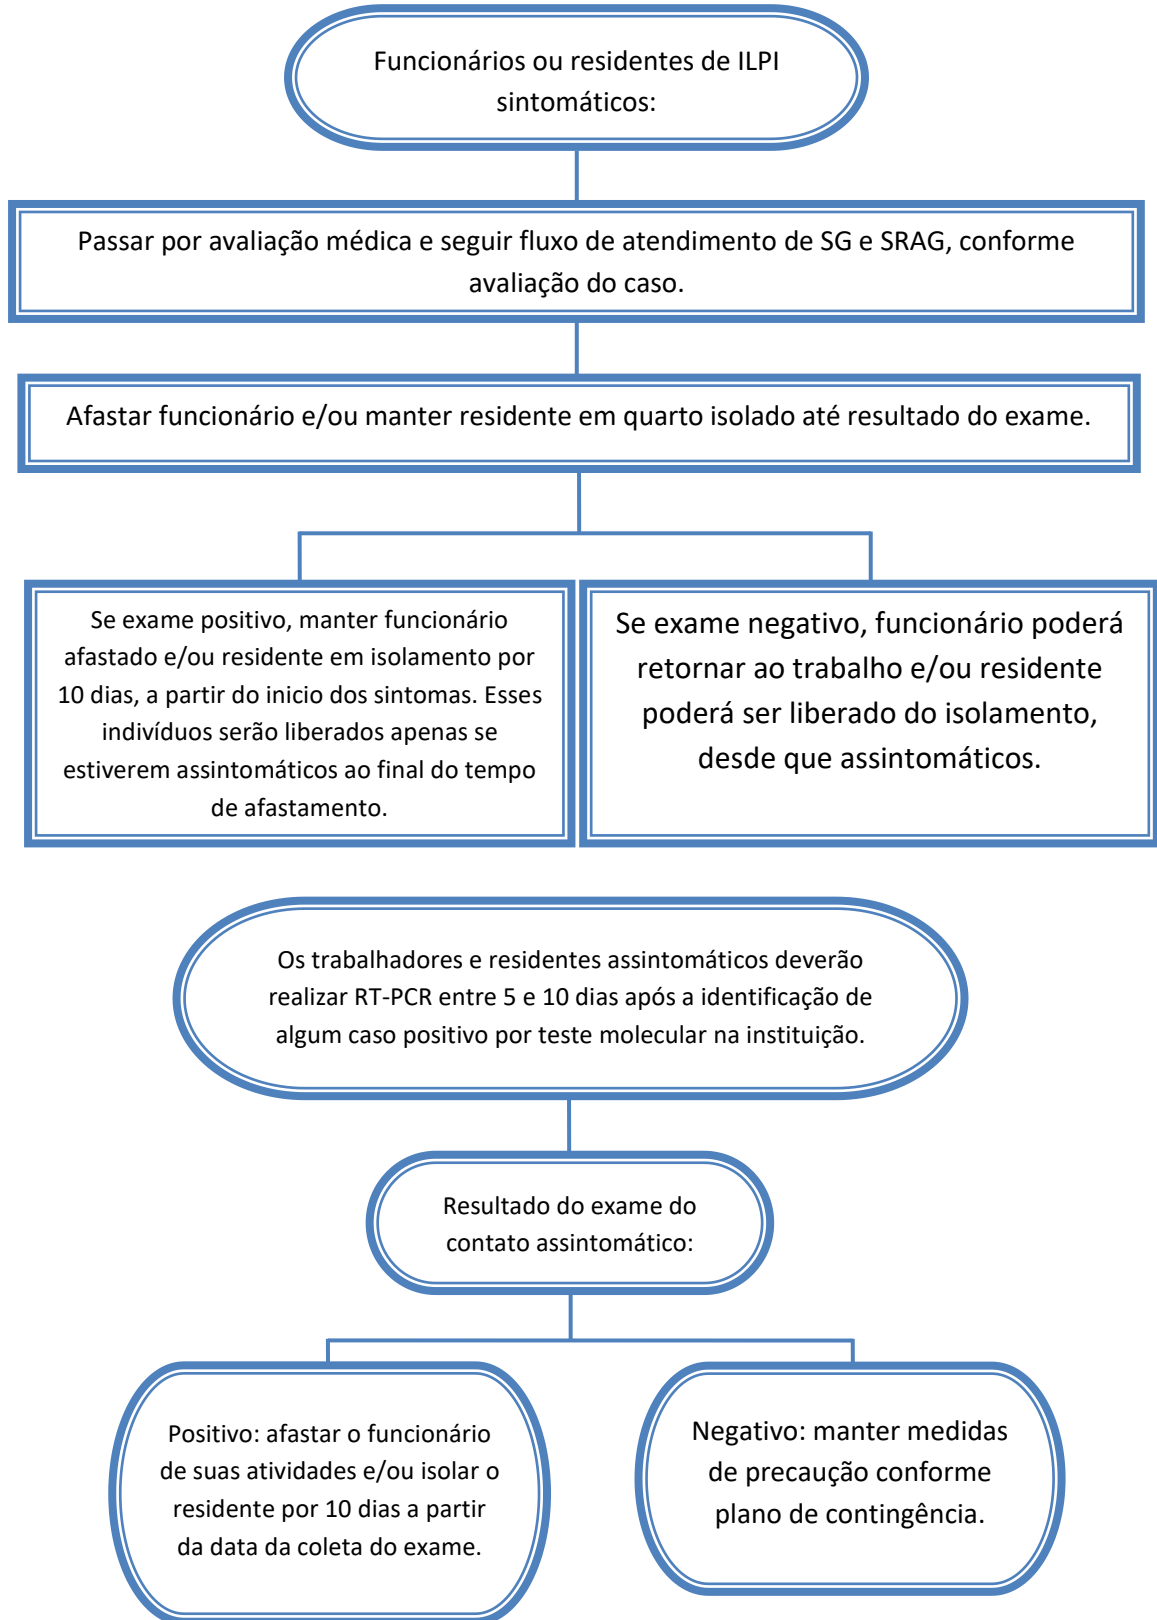 Funcionários ou residentes de ILPI
sintomáticos:
Passar por avaliação médica e seguir fluxo de atendimento de SG e SRAG, conforme
avaliação do caso.
Afastar funcionário e/ou manter residente em quarto isolado até resultado do exame.
Se exame positivo, manter funcionário
afastado e/ou residente em isolamento por
10 dias, a partir do inicio dos sintomas. Esses
indivíduos serão liberados apenas se
estiverem assintomáticos ao final do tempo
de afastamento.
Se exame negativo, funcionário poderá
retornar ao trabalho e/ou residente
poderá ser liberado do isolamento,
desde que assintomáticos.
Os trabalhadores e residentes assintomáticos deverão
realizar RT-PCR entre 5 e 10 dias após a identificação de
algum caso positivo por teste molecular na instituição.
Resultado do exame do
contato assintomático:
Positivo: afastar o funcionário
de suas atividades e/ou isolar o
residente por 10 dias a partir
da data da coleta do exame.
Negativo: manter medidas
de precaução conforme
plano de contingência.